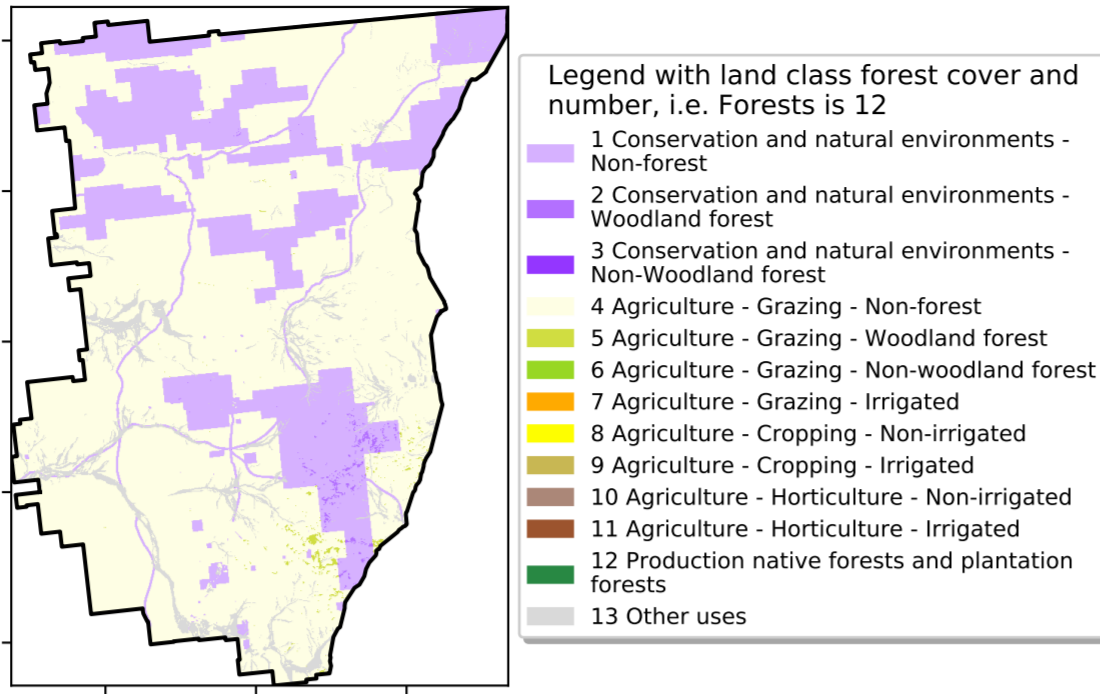 Legend with land class forest cover and
number, i.e. Forests is 12
1 Conservation and natural environments -
Non-forest
2 Conservation and natural environments -
Woodland forest
3 Conservation and natural environments -
Non-Woodland forest
4 Agriculture - Grazing - Non-forest
5 Agriculture - Grazing - Woodland forest
6 Agriculture - Grazing - Non-woodland forest
7 Agriculture - Grazing - Irrigated
8 Agriculture - Cropping - Non-irrigated
9 Agriculture - Cropping - Irrigated
10 Agriculture - Horticulture - Non-irrigated
11 Agriculture - Horticulture - Irrigated
12 Production native forests and plantation
forests
13 Other uses